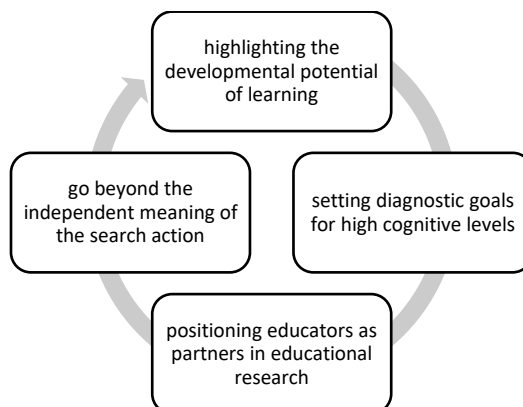 highlighting the
developmental potential
of learning
setting diagnostic goals
for high cognitive levels
positioning educators as
partners in educational
research
go beyond the
independent meaning of
the search action